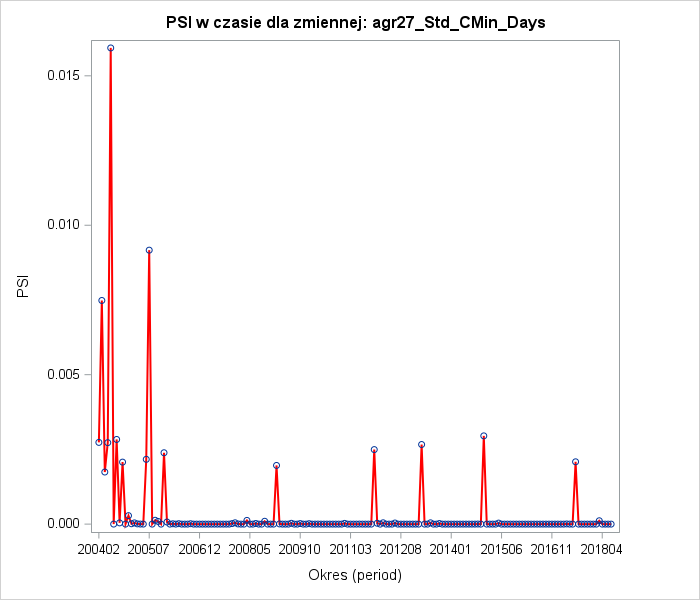 PSI w czasie dla zmiennej: agr27_Std_CMin_Days
0.015
0.010
0.005
0.000
PSI
200402 200507 200612 200805 200910 201103 201208 201401 201506 201611 201804
Okres (period)